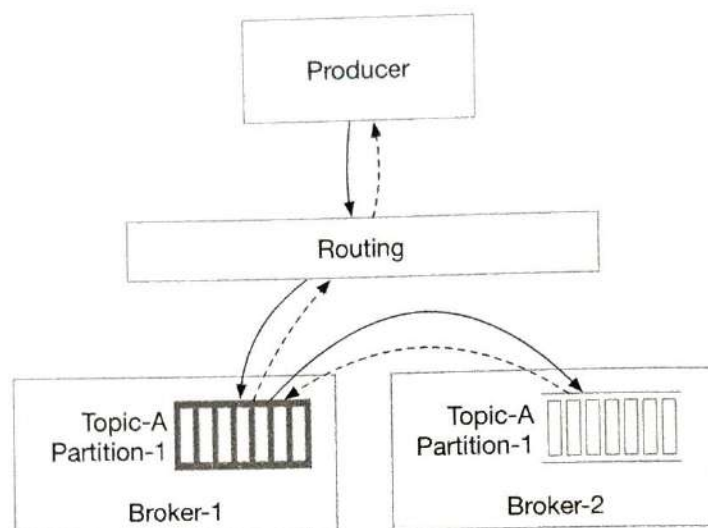 Producer
Routing
Topic-A
Partition-1
Broker-1
Topic-A
Partition-1
Broker-2